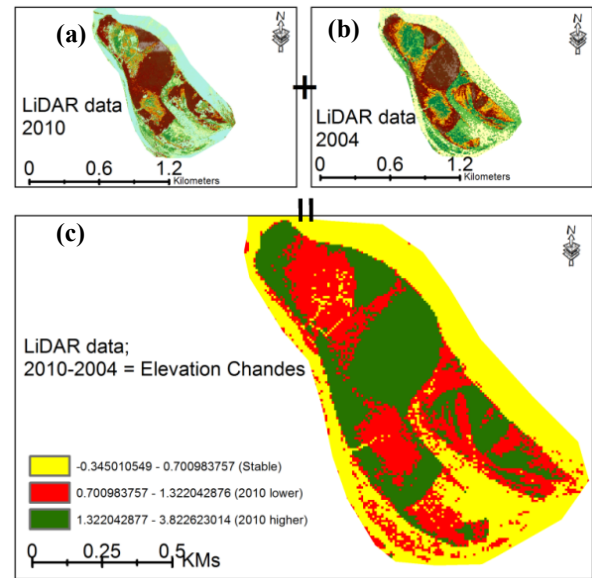 (a)
N
LiDAR data
2010
0 0.6 1.2
Kilometers
+
(b)
N
LiDAR data
2004
0 0.6 1.2
Kilometers
=
(c)
N
LiDAR data;
2010-2004 = Elevation Chandes
-0.345010549 - 0.700983757 (Stable)
0.700983757 - 1.322042876 (2010 lower)
1.322042877 - 3.822623014 (2010 higher)
0 0.25 0.5
KMs